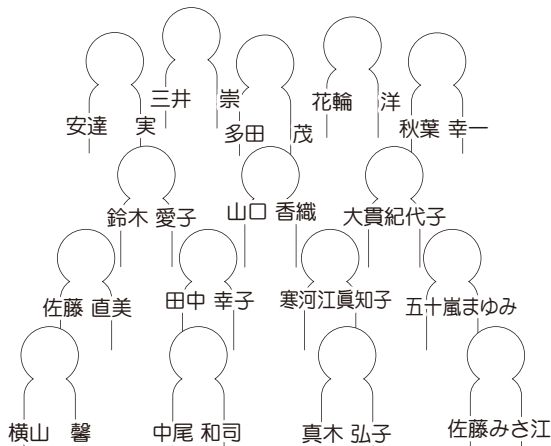 安達　実
三井　崇
多田　茂
花輪　洋
秋葉 幸一
鈴木 愛子
山口 香織
大貫紀代子
佐藤 直美
田中 幸子
寒河江眞知子
五十嵐まゆみ
横山　馨
中尾 和司
真木 弘子
佐藤みさ江